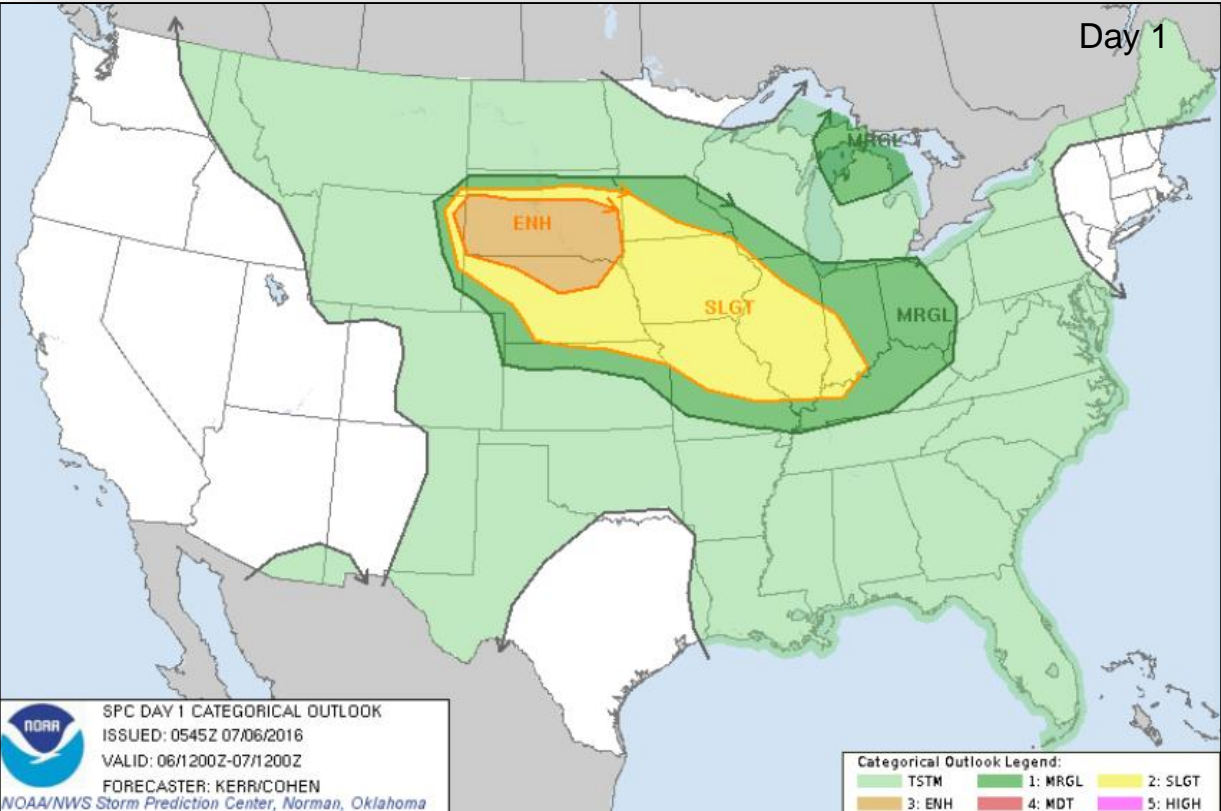 Day 1
MRGL
ENH
SLGT
MRGL
NOAA
SPC DAY 1 CATEGORICAL OUTLOOK
ISSUED: 0545Z 07/06/2016
VALID: 06/1200Z-07/1200Z
FORECASTER: KERR/COHEN
NOAA/NWS Storm Prediction Center, Norman, Oklahoma
Categorical Outlook Legend:
TSTM 1: MRGL 2: SLGT
3: ENH 4: MDT 5: HIGH